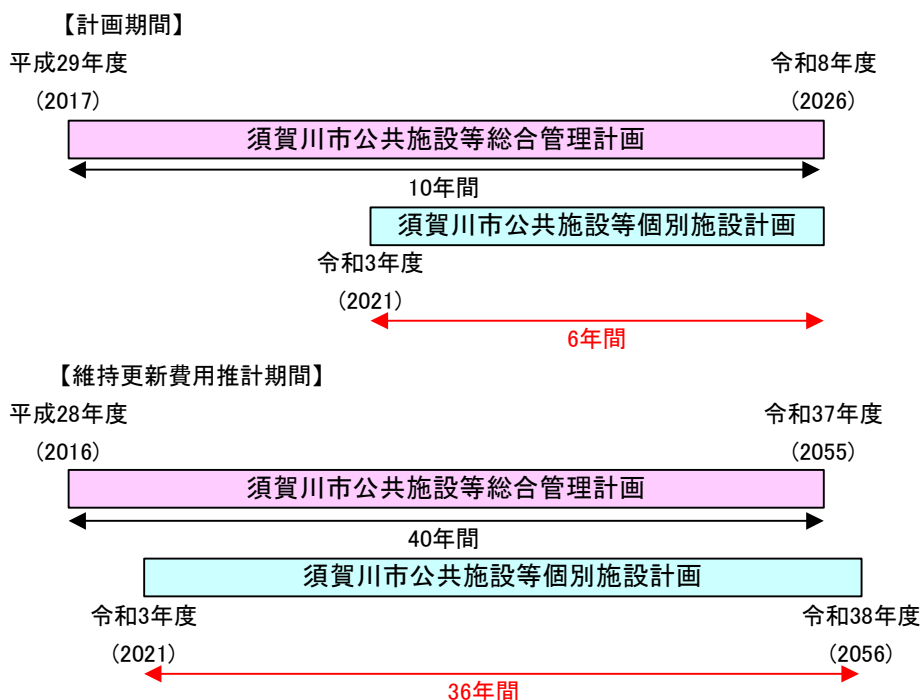 【計画期間】
平成29年度
令和8年度
(2017)
(2026)
須賀川市公共施設等総合管理計画
10年間
須賀川市公共施設等個別施設計画
令和3年度
(2021)
6年間
【維持更新費用推計期間】
平成28年度
令和37年度
(2016)
(2055)
須賀川市公共施設等総合管理計画
40年間
須賀川市公共施設等個別施設計画
令和3年度
令和38年度
(2021)
(2056)
36年間